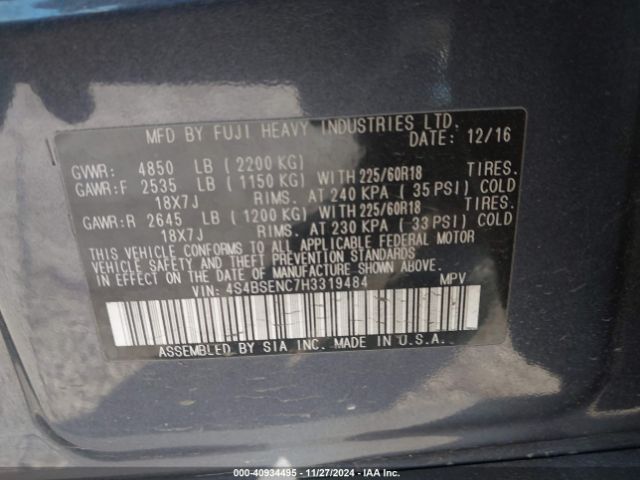 MFD BY FUJI HEAVY INDUSTRIES LTD.
DATE: 12/16
GVWR: 4850 LB (2200 KG)
GAWR:F 2535 LB (1150 KG) WITH 225/60R18 TIRES.
18X7J RIMS. AT 240 KPA (35 PSI) COLD
GAWR:R 2645 LB (1200 KG) WITH 225/60R18 TIRES.
18X7J RIMS. AT 230 KPA (33 PSI) COLD
THIS VEHICLE CONFORMS TO ALL APPLICABLE FEDERAL MOTOR
VEHICLE SAFETY AND THEFT PREVENTION STANDARDS
IN EFFECT ON THE DATE OF MANUFACTURE SHOWN ABOVE.
VIN: 4S4BSENC7H3319484 MPV
ASSEMBLED BY SIA INC. MADE IN U.S.A.
000-40934495 - 11/27/2024 - IAA Inc.